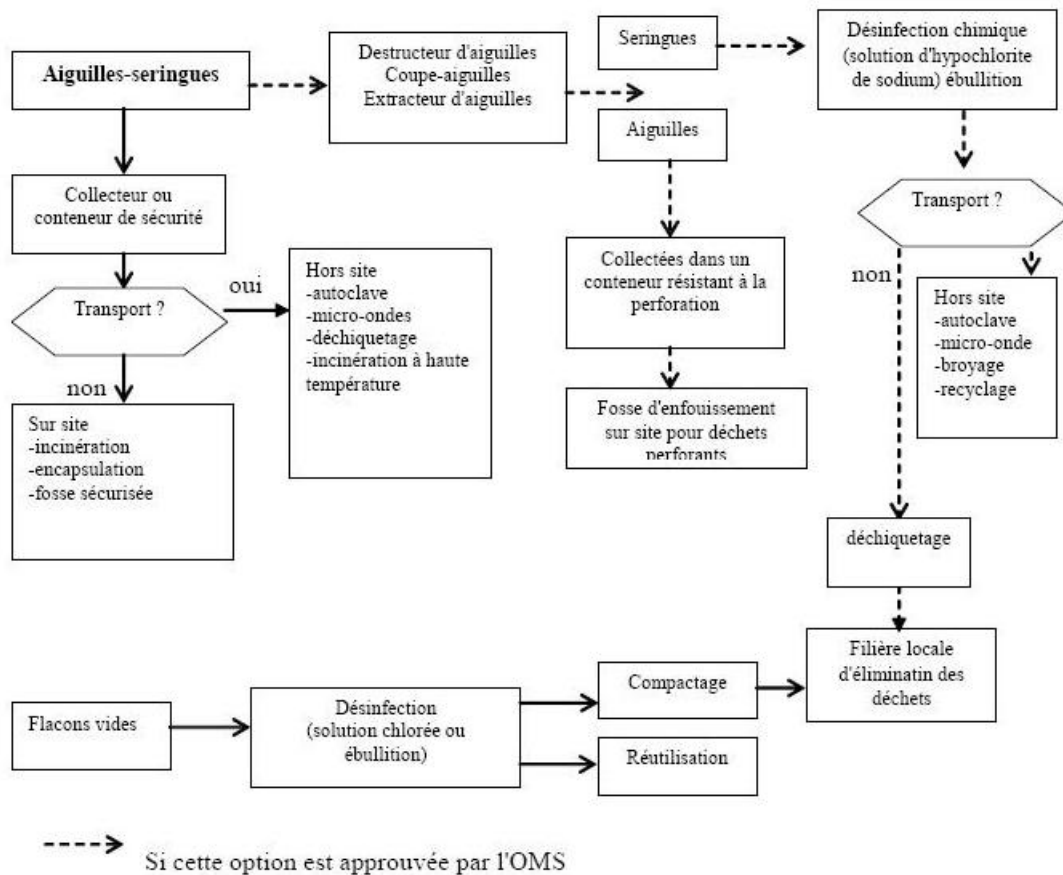 Aiguilles-seringues
Destructeur d'aiguilles
Coupe-aiguilles
Extracteur d'aiguilles
Seringues
Désinfection chimique
(solution d'hypochlorite
de sodium) ébullition
Aiguilles
Collecteur ou
conteneur de sécurité
Transport ?
oui
non
Hors site
-autoclave
-micro-ondes
-déchiquetage
-incinération à haute
température
Sur site
-incinération
-encapsulation
-fosse sécurisée
Collectées dans un
conteneur résistant à la
perforation
Fosse d'enfouissement
sur site pour déchets
perforants
Transport ?
non
Hors site
-autoclave
-micro-onde
-broyage
-recyclage
déchiquetage
Filière locale
d'éliminatin des
déchets
Flacons vides
Désinfection
(solution chlorée ou
ébullition)
Compactage
Réutilisation
Si cette option est approuvée par l'OMS